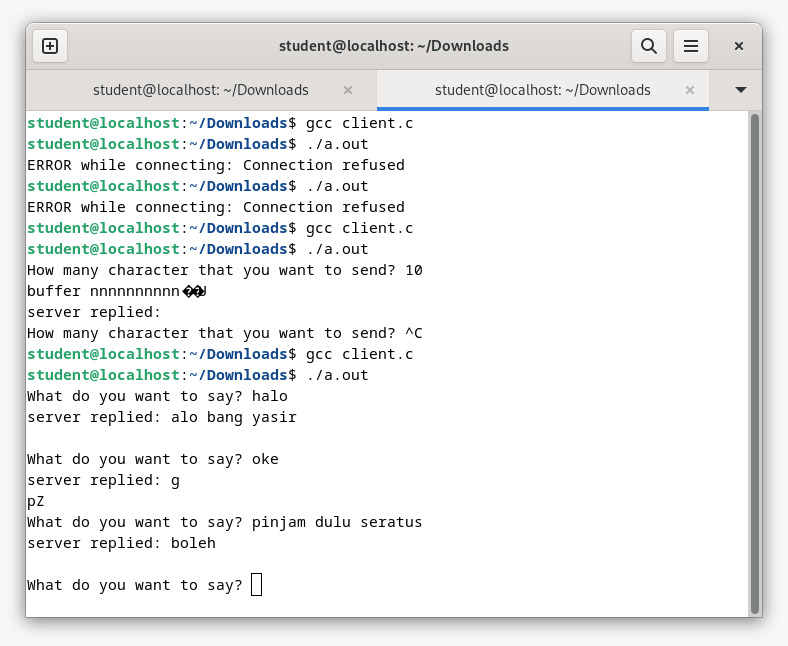 student@localhost: ~/Downloads
student@localhost: ~/Downloads
student@localhost: ~/Downloads
student@localhost:~/Downloads$ gcc client.c
student@localhost:~/Downloads$ ./a.out
ERROR while connecting: Connection refused
student@localhost:~/Downloads$ ./a.out
ERROR while connecting: Connection refused
student@localhost:~/Downloads$ gcc client.c
student@localhost:~/Downloads$ ./a.out
How many character that you want to send? 10
buffer nnnnnnnnnn��U
server replied:
How many character that you want to send? ^C
student@localhost:~/Downloads$ gcc client.c
student@localhost:~/Downloads$ ./a.out
What do you want to say? halo
server replied: alo bang yasir
What do you want to say? oke
server replied: g
pZ
What do you want to say? pinjam dulu seratus
server replied: boleh
What do you want to say?